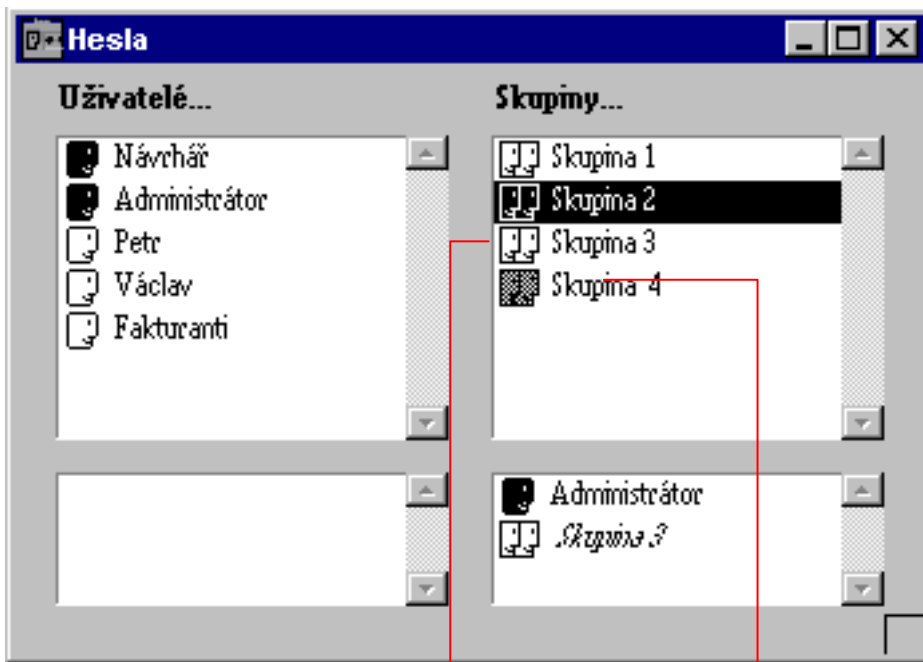 Hesla
Uživatelé...
Návrhář
Administrátor
Petr
Václav
Fakturanti
Skupiny...
Skupina 1
Skupina 2
Skupina 3
Skupina 4
Administrátor
Skupina 3